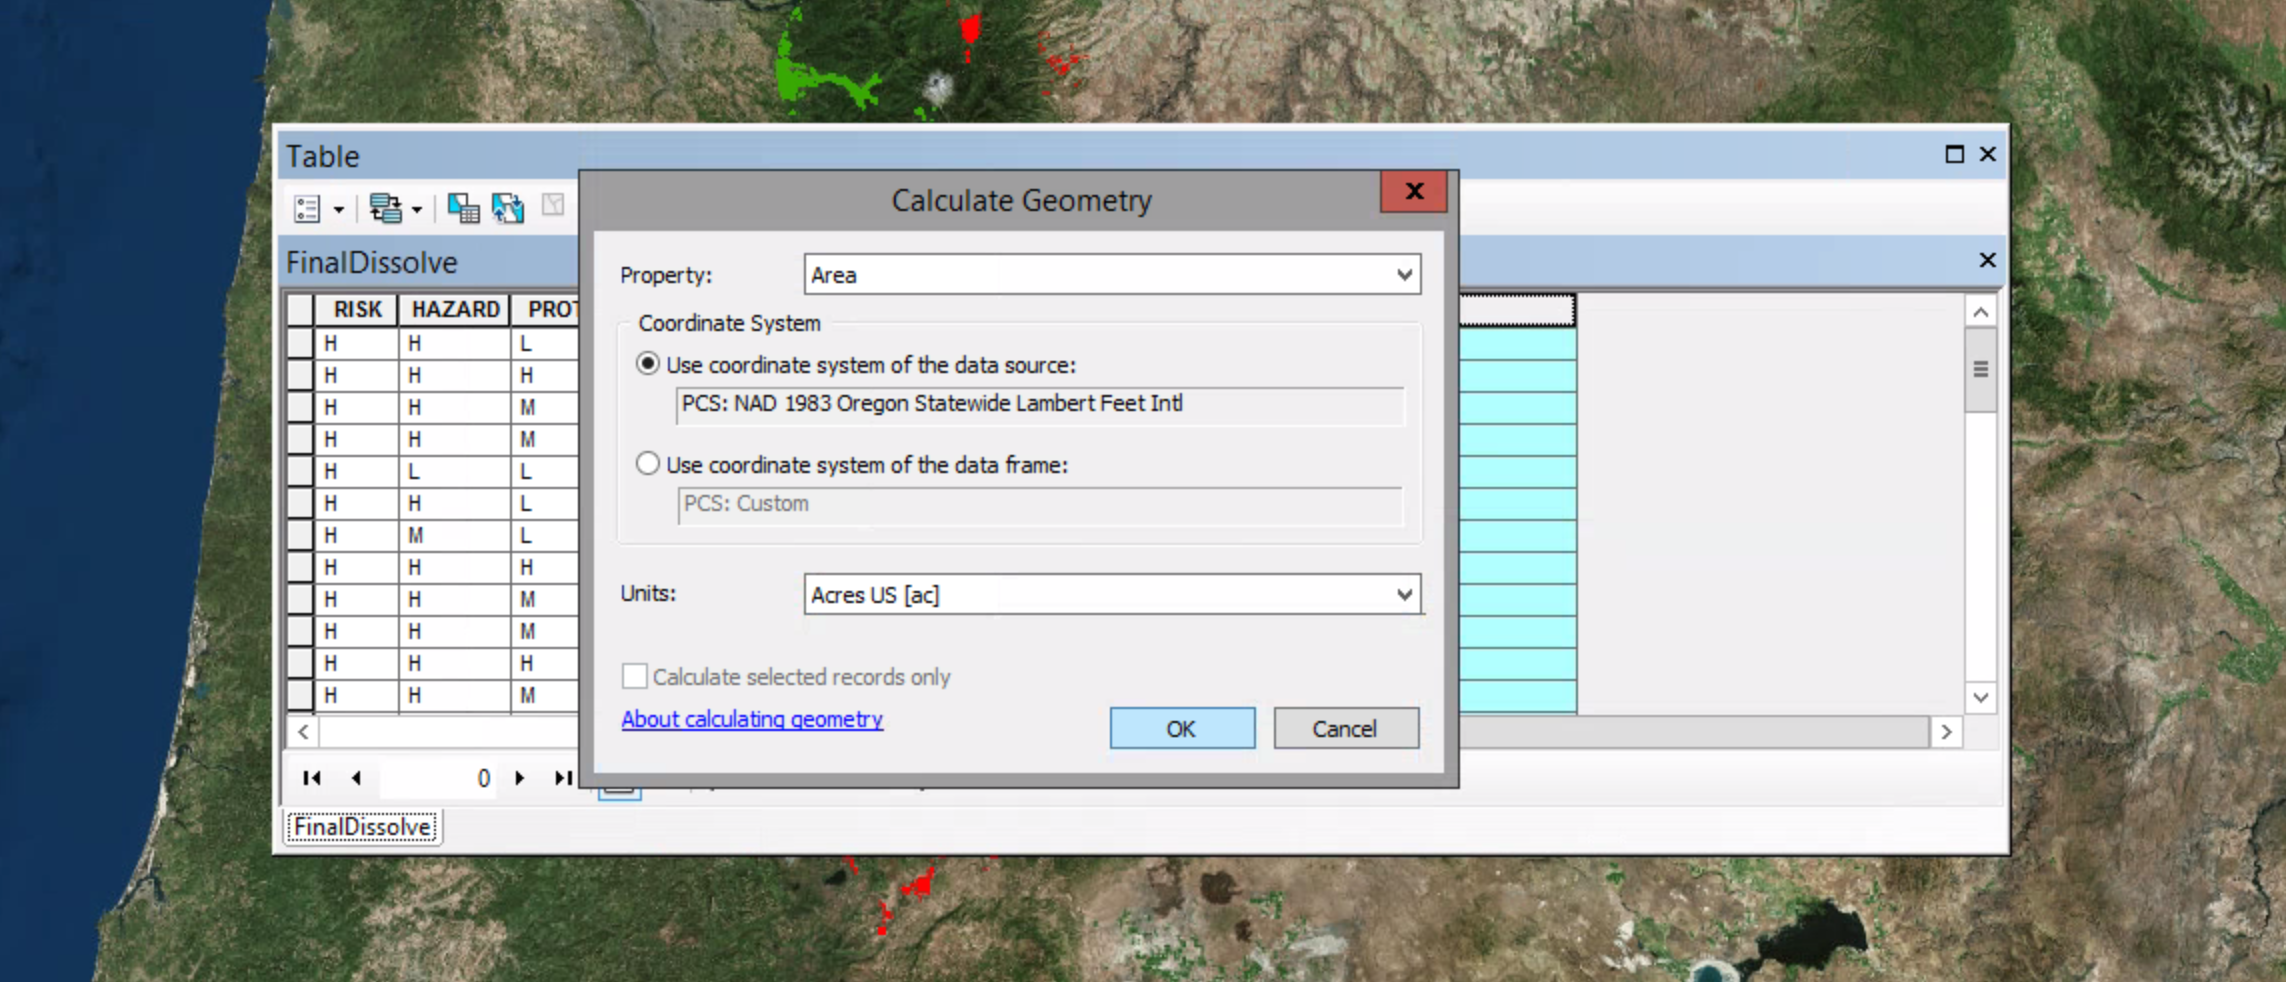 Table
Calculate Geometry
X
FinalDissolve
Property:
Area
Coordinate System
Use coordinate system of the data source:
PCS: NAD 1983 Oregon Statewide Lambert Feet Intl
Use coordinate system of the data frame:
PCS: Custom
Units:
Acres US [ac]
Calculate selected records only
About calculating geometry
OK
Cancel
RISK HAZARD PROT
H H L
H H H
H H M
H H M
H L L
H H L
H M L
H H H
H H M
H H M
H H H
H H M
0
FinalDissolve